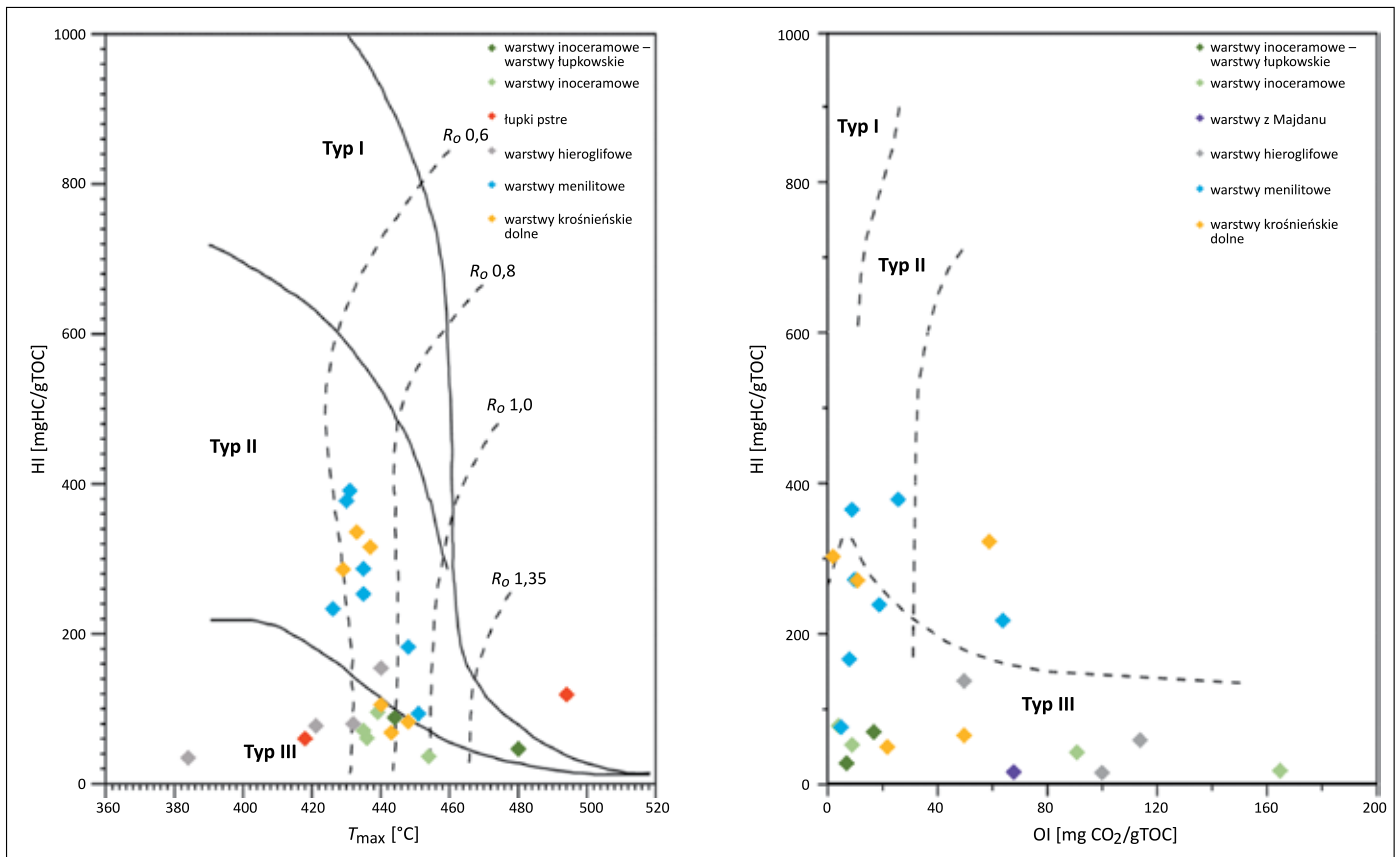 1000
800
600
400
200
0
HI [mgHC/gTOC]
360
380
400
420
440
460
480
500
520
Tmax [°C]
Typ I
Typ II
Typ III
Ro 0,6
Ro 0,8
Ro 1,0
Ro 1,35
warstwy inoceramowe –
warstwy łupkowskie
warstwy inoceramowe
łupki pstre
warstwy hieroglifowe
warstwy menilitowe
warstwy krośnieńskie
dolne
1000
800
600
400
200
0
HI [mgHC/gTOC]
0
40
80
120
160
200
OI [mg CO2/gTOC]
Typ I
Typ II
Typ III
warstwy inoceramowe –
warstwy łupkowskie
warstwy inoceramowe
warstwy z Majdanu
warstwy hieroglifowe
warstwy menilitowe
warstwy krośnieńskie
dolne